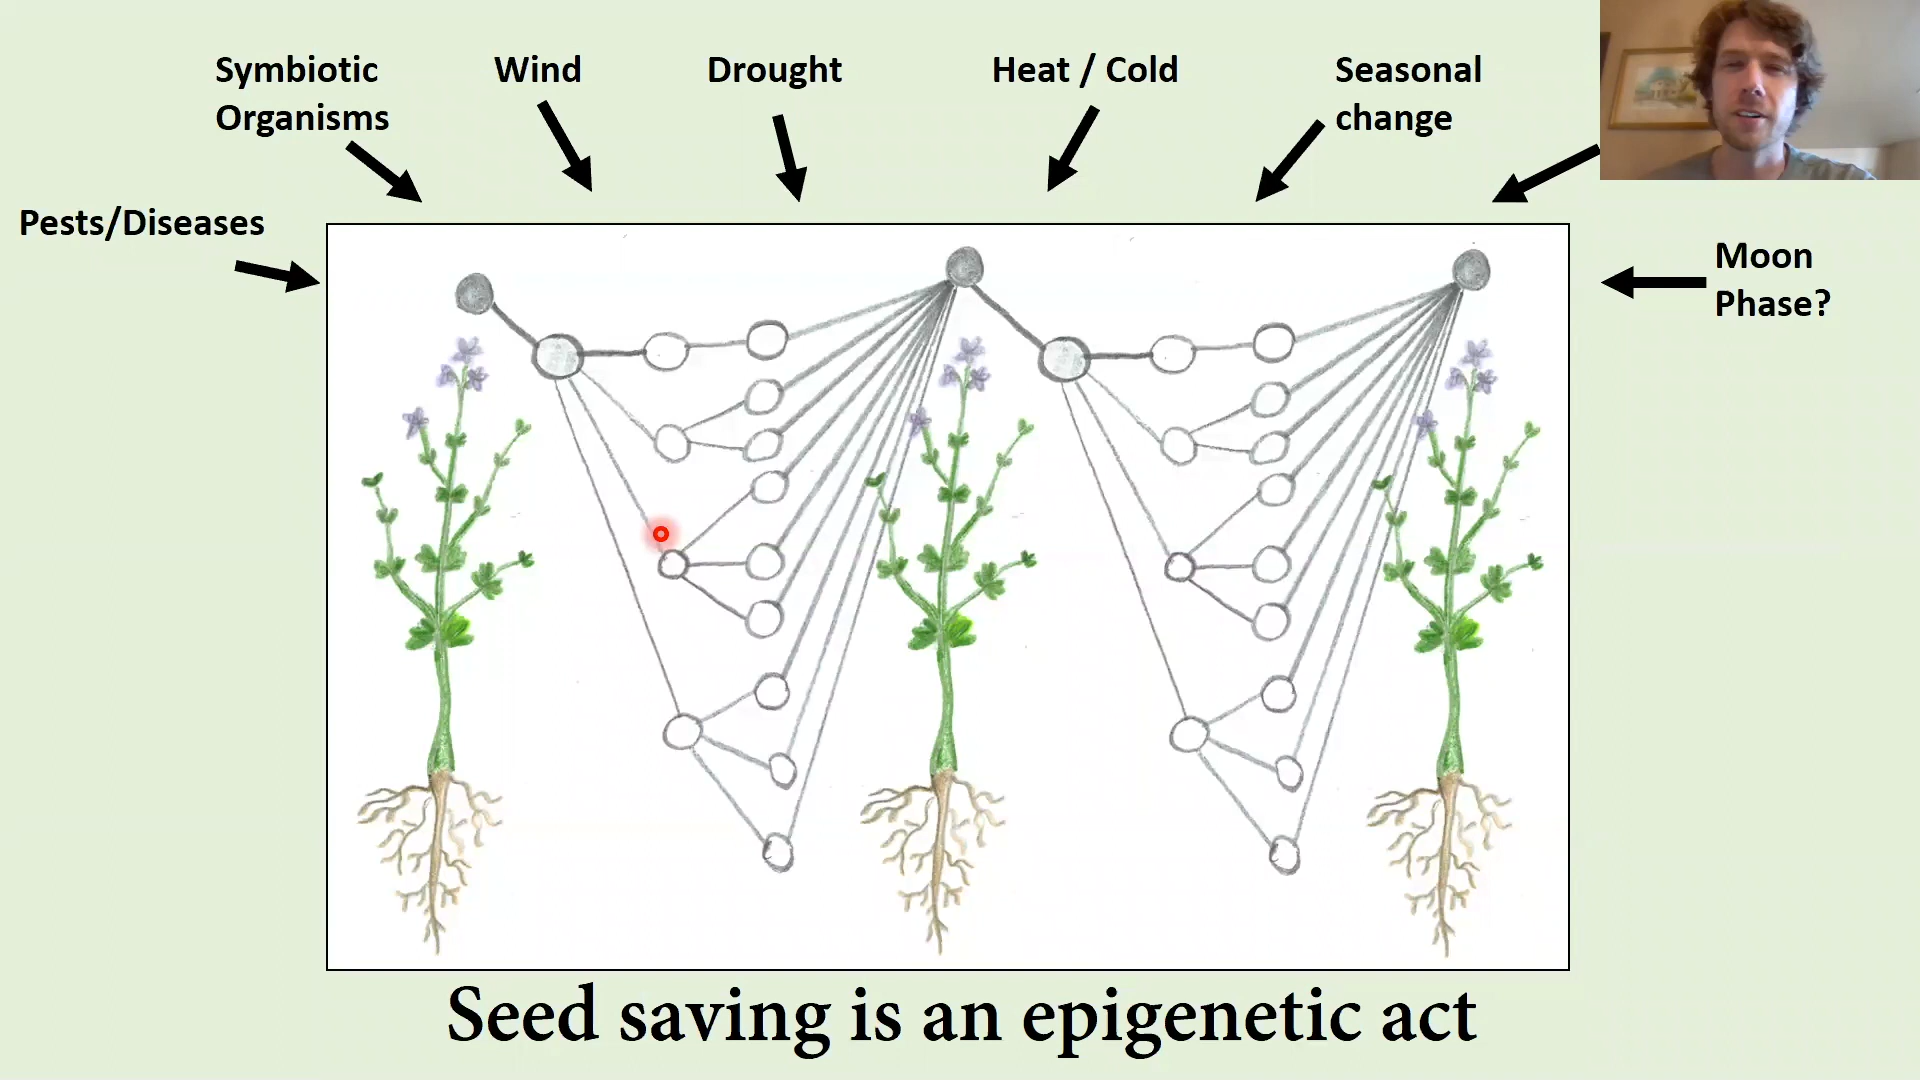 Symbiotic
Organisms
Wind
Drought
Heat / Cold
Seasonal
change
Pests/Diseases
Moon
Phase?
Seed saving is an epigenetic act